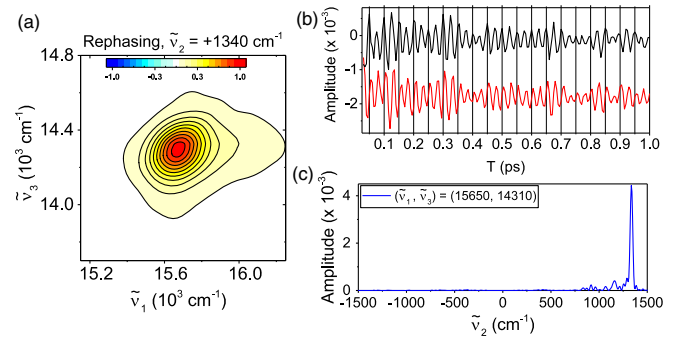 (a)
Rephasing, ν̃₂ = +1340 cm⁻¹
-1.0 -0.3 0.3 1.0
14.8
14.4
14.0
ν̃₃ (10³ cm⁻¹)
15.2 15.6 16.0
ν̃₁ (10³ cm⁻¹)
(b)
Amplitude (x 10⁻³)
0
-1
-2
0.1 0.2 0.3 0.4 0.5 0.6 0.7 0.8 0.9 1.0
T (ps)
(c)
Amplitude (x 10⁻³)
4
2
0
(ν̃₁, ν̃₃) = (15650, 14310)
-1500 -1000 -500 0 500 1000 1500
ν̃₂ (cm⁻¹)